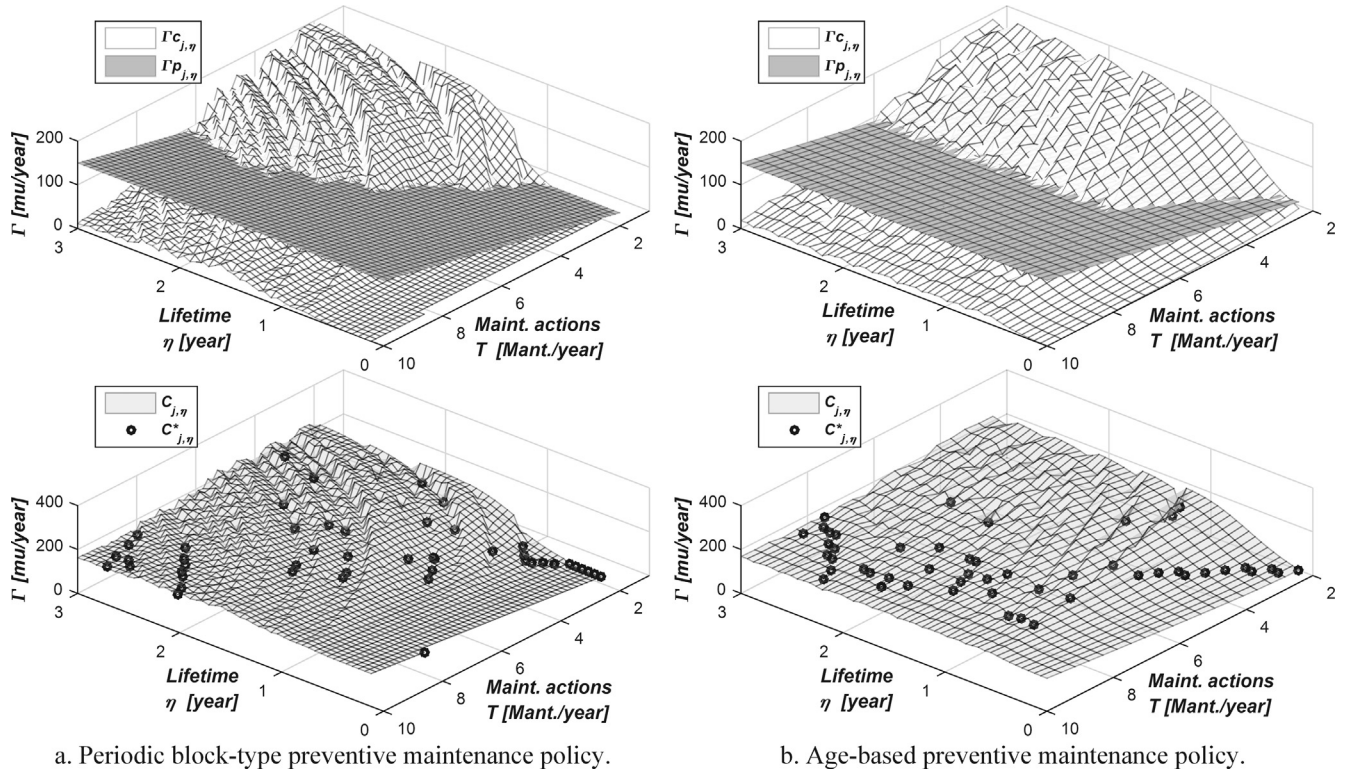 Γc j,η
Γp j,η
200
100
0
Γ [mu/year]
3
2
1
0
Lifetime
η [year]
2
4
6
8
10
Maint. actions
T [Mant./year]
Γc j,η
Γp j,η
200
100
0
Γ [mu/year]
3
2
1
0
Lifetime
η [year]
2
4
6
8
10
Maint. actions
T [Mant./year]
C j,η
C* j,η
400
200
0
Γ [mu/year]
3
2
1
0
Lifetime
η [year]
2
4
6
8
10
Maint. actions
T [Mant./year]
C j,η
C* j,η
400
200
0
Γ [mu/year]
3
2
1
0
Lifetime
η [year]
2
4
6
8
10
Maint. actions
T [Mant./year]
a. Periodic block-type preventive maintenance policy.
b. Age-based preventive maintenance policy.